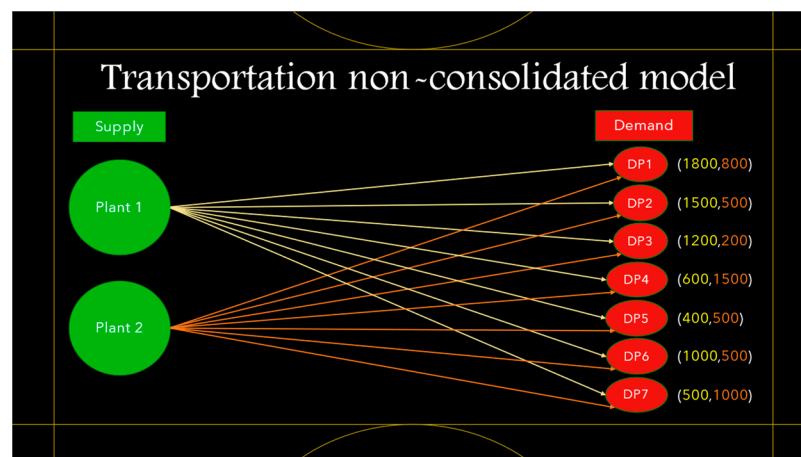 Transportation non-consolidated model
Supply
Demand
Plant 1
Plant 2
DP1 (1800,800)
DP2 (1500,500)
DP3 (1200,200)
DP4 (600,1500)
DP5 (400,500)
DP6 (1000,500)
DP7 (500,1000)